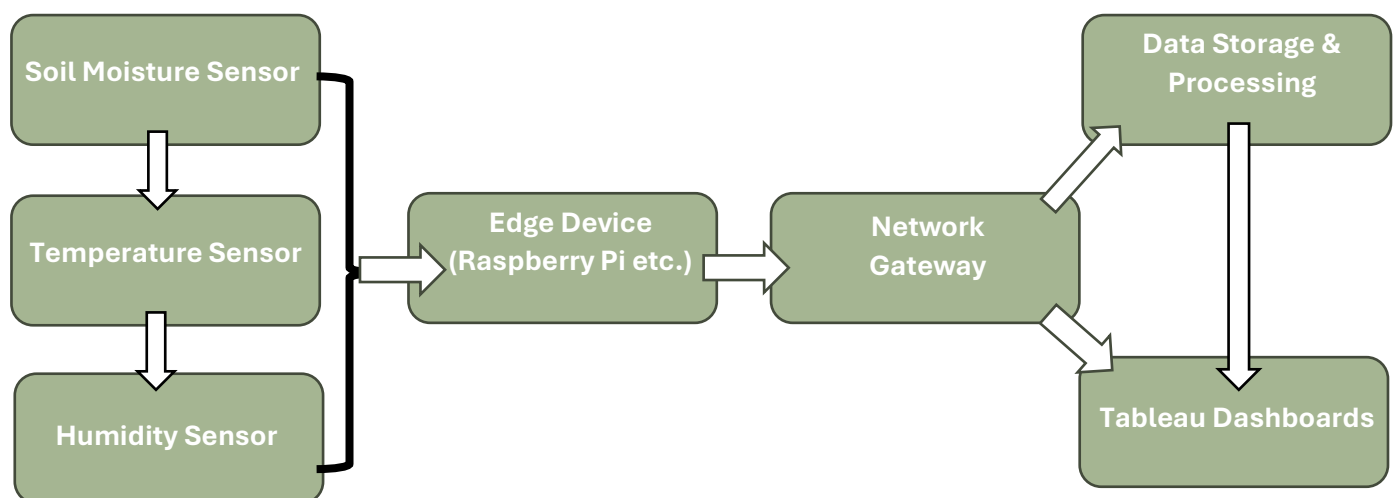 Soil Moisture Sensor
Temperature Sensor
Humidity Sensor
Edge Device
(Raspberry Pi etc.)
Network
Gateway
Data Storage &
Processing
Tableau Dashboards